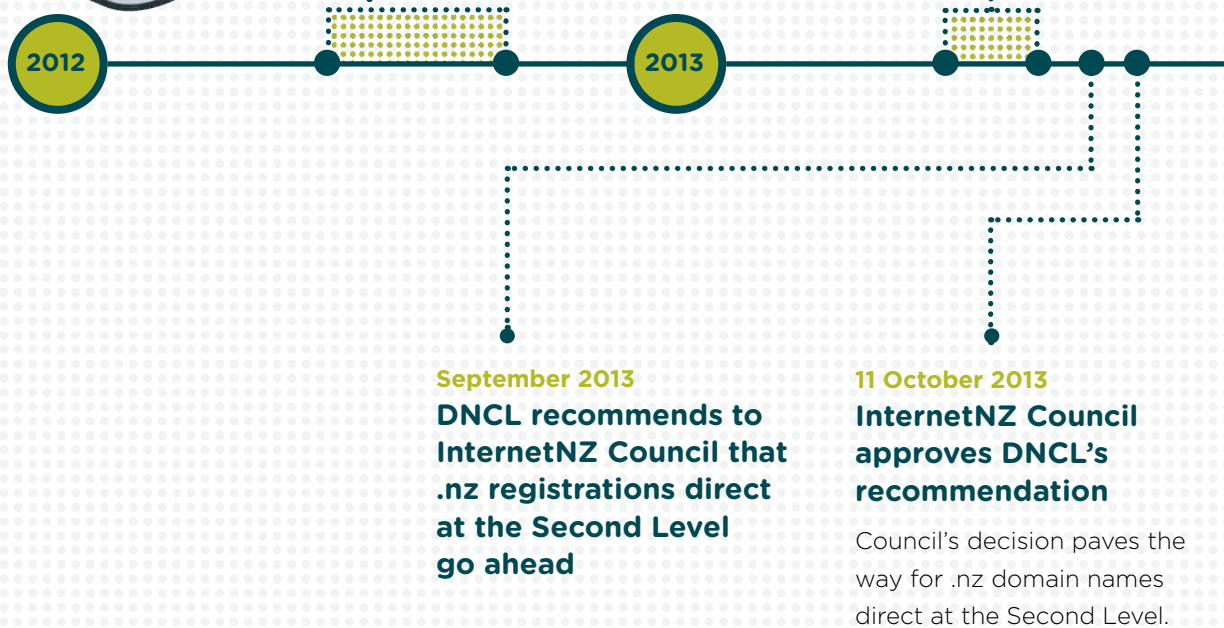 2012
2013
September 2013
DNCL recommends to
InternetNZ Council that
.nz registrations direct
at the Second Level
go ahead
11 October 2013
InternetNZ Council
approves DNCL’s
recommendation
Council’s decision paves the
way for .nz domain names
direct at the Second Level.